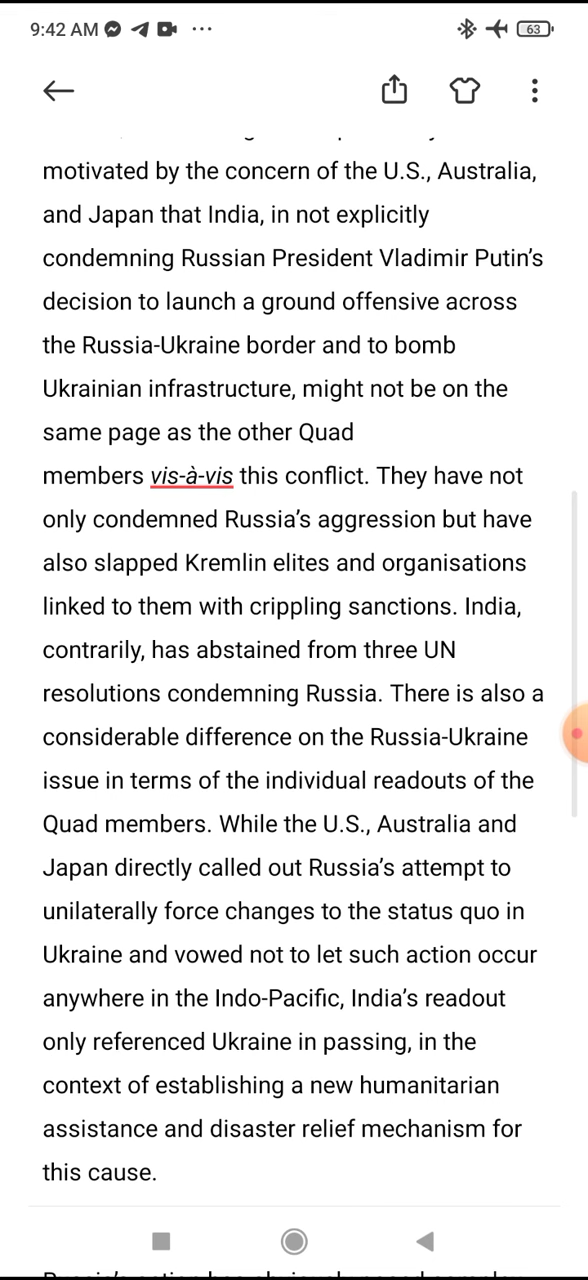 9:42 AM ...
63
motivated by the concern of the U.S., Australia,
and Japan that India, in not explicitly
condemning Russian President Vladimir Putin’s
decision to launch a ground offensive across
the Russia-Ukraine border and to bomb
Ukrainian infrastructure, might not be on the
same page as the other Quad
members vis-à-vis this conflict. They have not
only condemned Russia’s aggression but have
also slapped Kremlin elites and organisations
linked to them with crippling sanctions. India,
contrarily, has abstained from three UN
resolutions condemning Russia. There is also a
considerable difference on the Russia-Ukraine
issue in terms of the individual readouts of the
Quad members. While the U.S., Australia and
Japan directly called out Russia’s attempt to
unilaterally force changes to the status quo in
Ukraine and vowed not to let such action occur
anywhere in the Indo-Pacific, India’s readout
only referenced Ukraine in passing, in the
context of establishing a new humanitarian
assistance and disaster relief mechanism for
this cause.